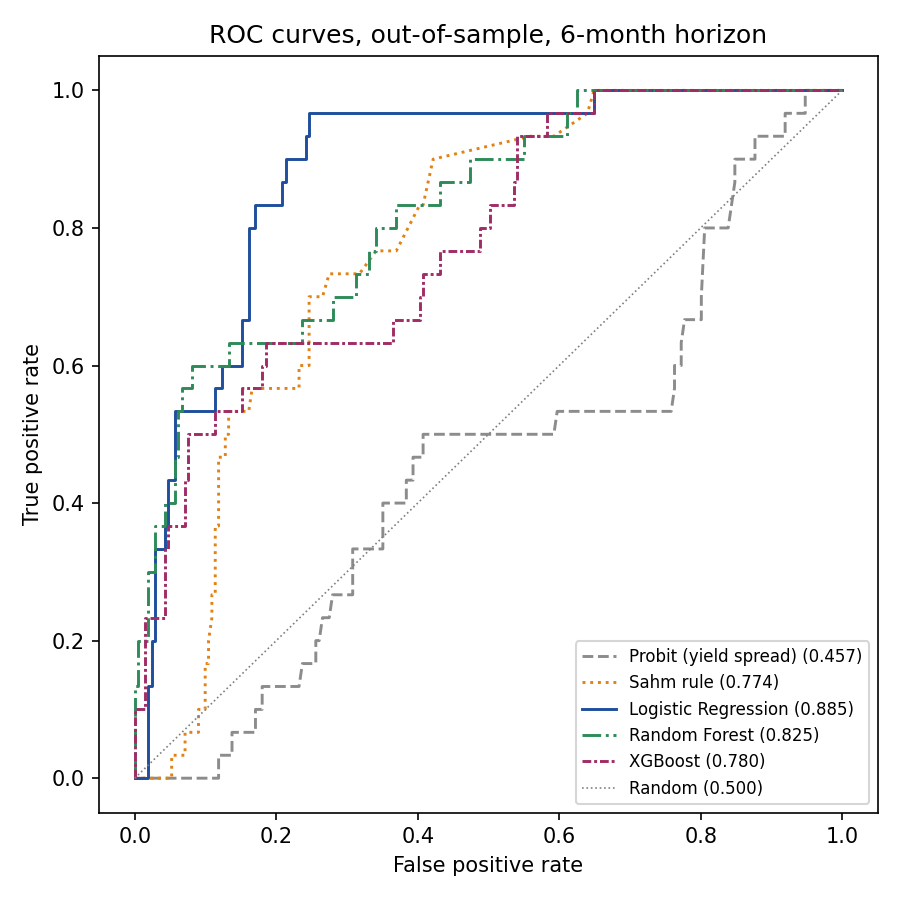 ROC curves, out-of-sample, 6-month horizon
True positive rate
1.0
0.8
0.6
0.4
0.2
0.0
Probit (yield spread) (0.457)
Sahm rule (0.774)
Logistic Regression (0.885)
Random Forest (0.825)
XGBoost (0.780)
Random (0.500)
0.0 0.2 0.4 0.6 0.8 1.0
False positive rate